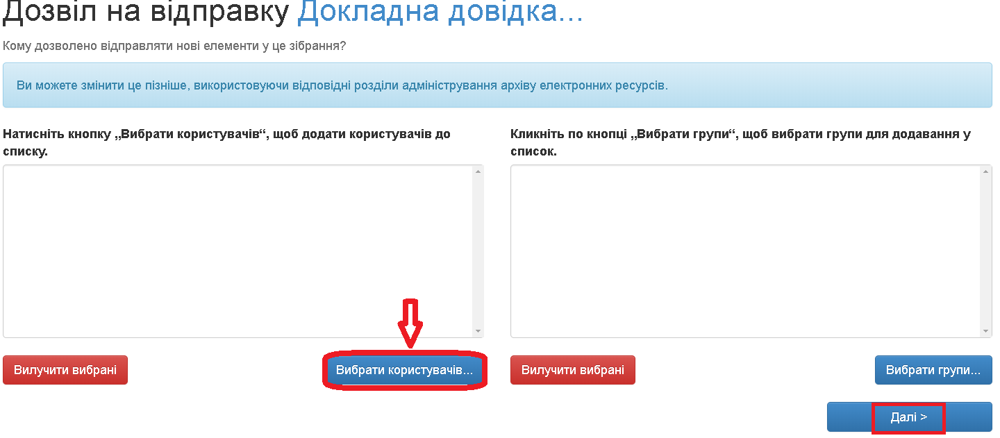 Дозвіл на відправку Докладна довідка...
Кому дозволено відправляти нові елементи у це зібрання?
Ви можете змінити це пізніше, використовуючи відповідні розділи адміністрування архіву електронних ресурсів.
Натисніть кнопку „Вибрати користувачів“, щоб додати користувачів до
списку.
Кликніть по кнопці „Вибрати групи“, щоб вибрати групи для додавання у
список.
Вилучити вибрані
Вибрати користувачів...
Вилучити вибрані
Вибрати групи...
Далі >